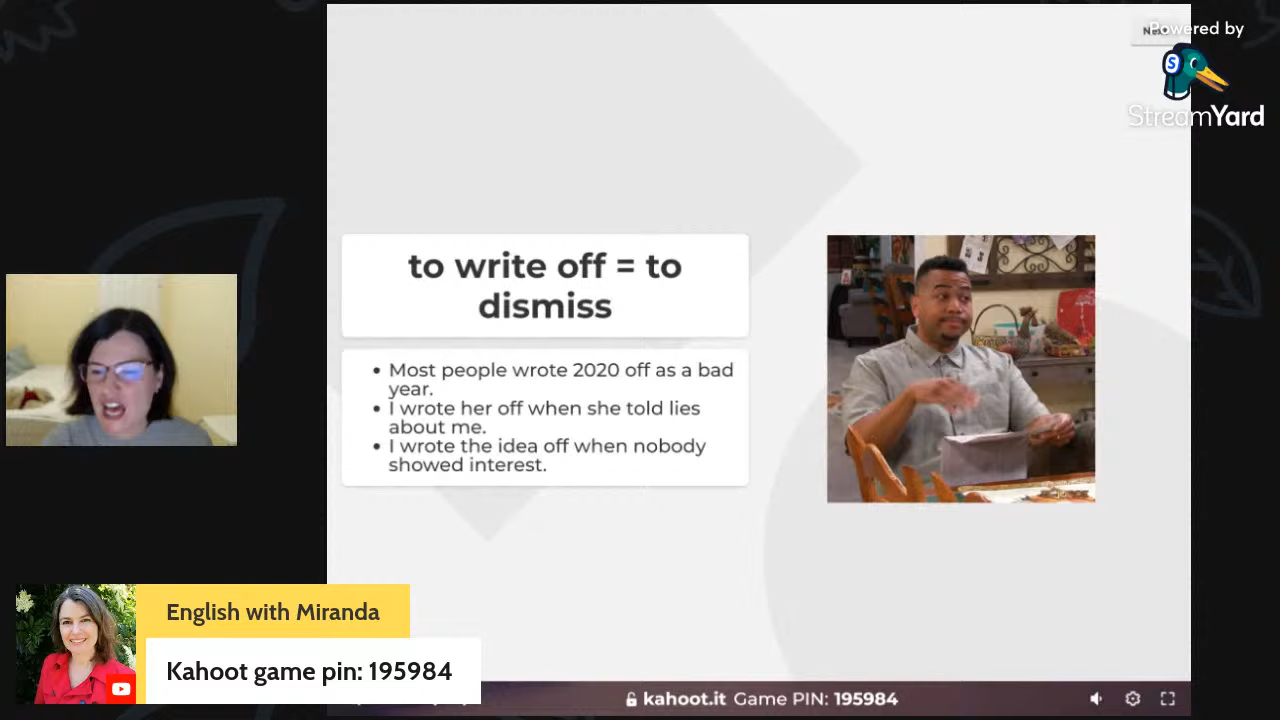 Powered by
StreamYard
to write off = to
dismiss
Most people wrote 2020 off as a bad
year.
I wrote her off when she told lies
about me.
I wrote the idea off when nobody
showed interest.
English with Miranda
Kahoot game pin: 195984
kahoot.it Game PIN: 195984